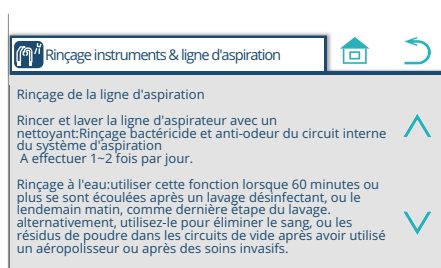 Rinçage instruments & ligne d'aspiration
Rinçage de la ligne d'aspiration
Rincer et laver la ligne d'aspirateur avec un
nettoyant:Rinçage bactéricide et anti-odeur du circuit interne
du système d'aspiration
A effectuer 1~2 fois par jour.
Rinçage à l'eau:utiliser cette fonction lorsque 60 minutes ou
plus se sont écoulées après un lavage désinfectant, ou le
lendemain matin, comme dernière étape du lavage.
alternativement, utilisez-le pour éliminer le sang, ou les
résidus de poudre dans les circuits de vide après avoir utilisé
un aéropolisseur ou après des soins invasifs.